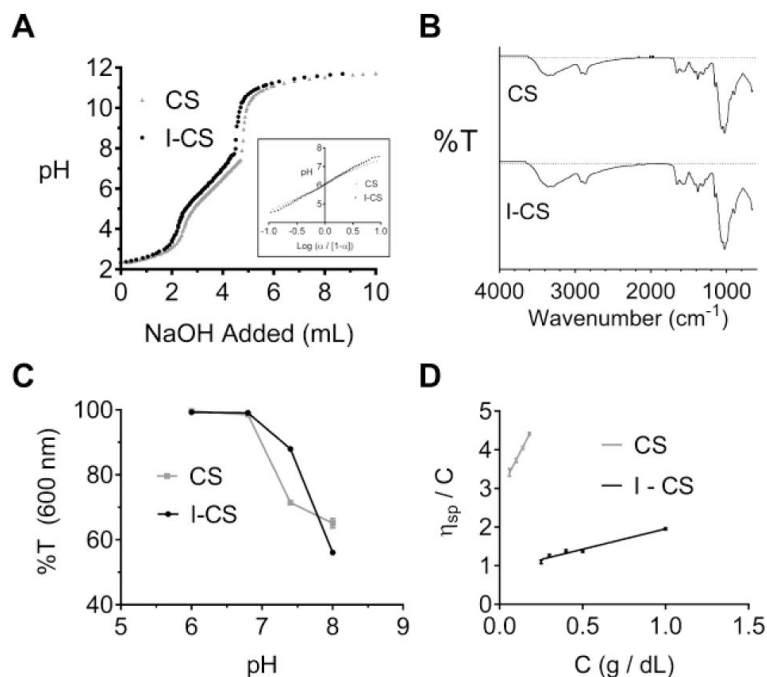 A
12
10
8
6
4
2
pH
CS
I-CS
0 2 4 6 8 10
NaOH Added (mL)
8
7
6
5
pH
CS
I-CS
-1.0 -0.5 0.0 0.5 1.0
Log (α / [1-α])
B
%T
CS
I-CS
4000 3000 2000 1000
Wavenumber (cm-1)
C
100
80
60
40
%T (600 nm)
CS
I-CS
5 6 7 8 9
pH
D
5
4
3
2
1
0
ηsp / C
CS
I - CS
0.0 0.5 1.0 1.5
C (g / dL)